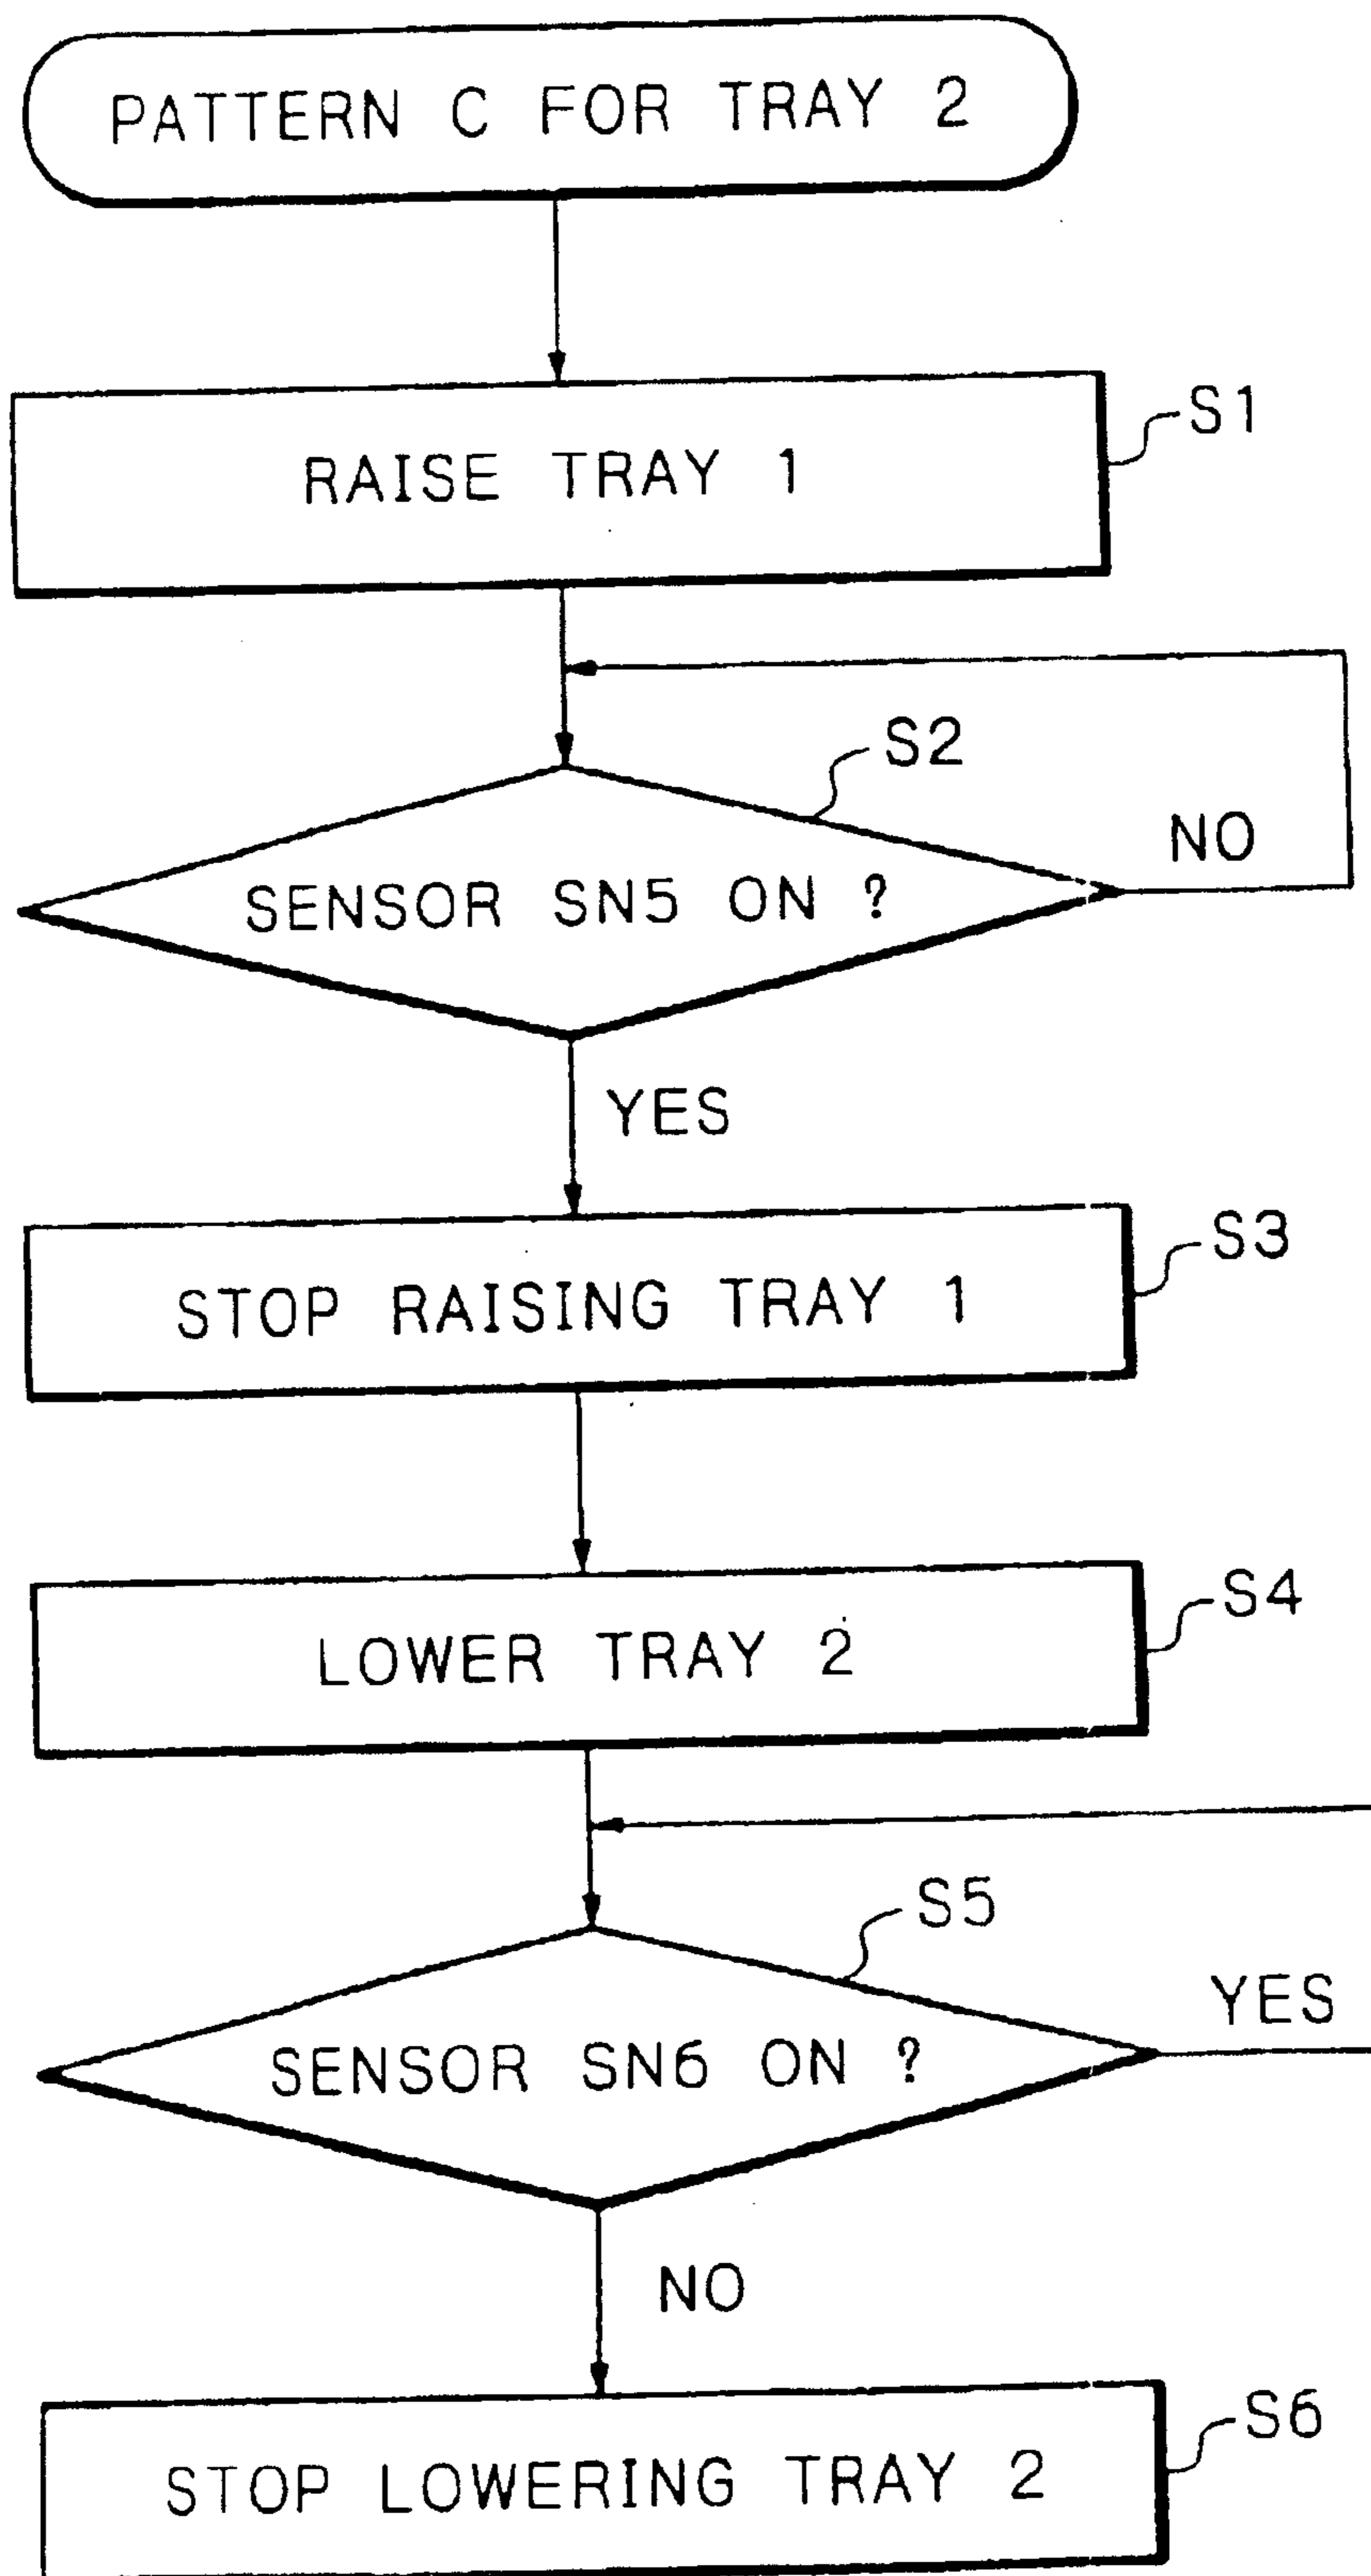 PATTERN C FOR TRAY 2
RAISE TRAY 1
S1
S2
SENSOR SN5 ON ?
NO
YES
STOP RAISING TRAY 1
S3
LOWER TRAY 2
S4
S5
SENSOR SN6 ON ?
YES
NO
STOP LOWERING TRAY 2
S6